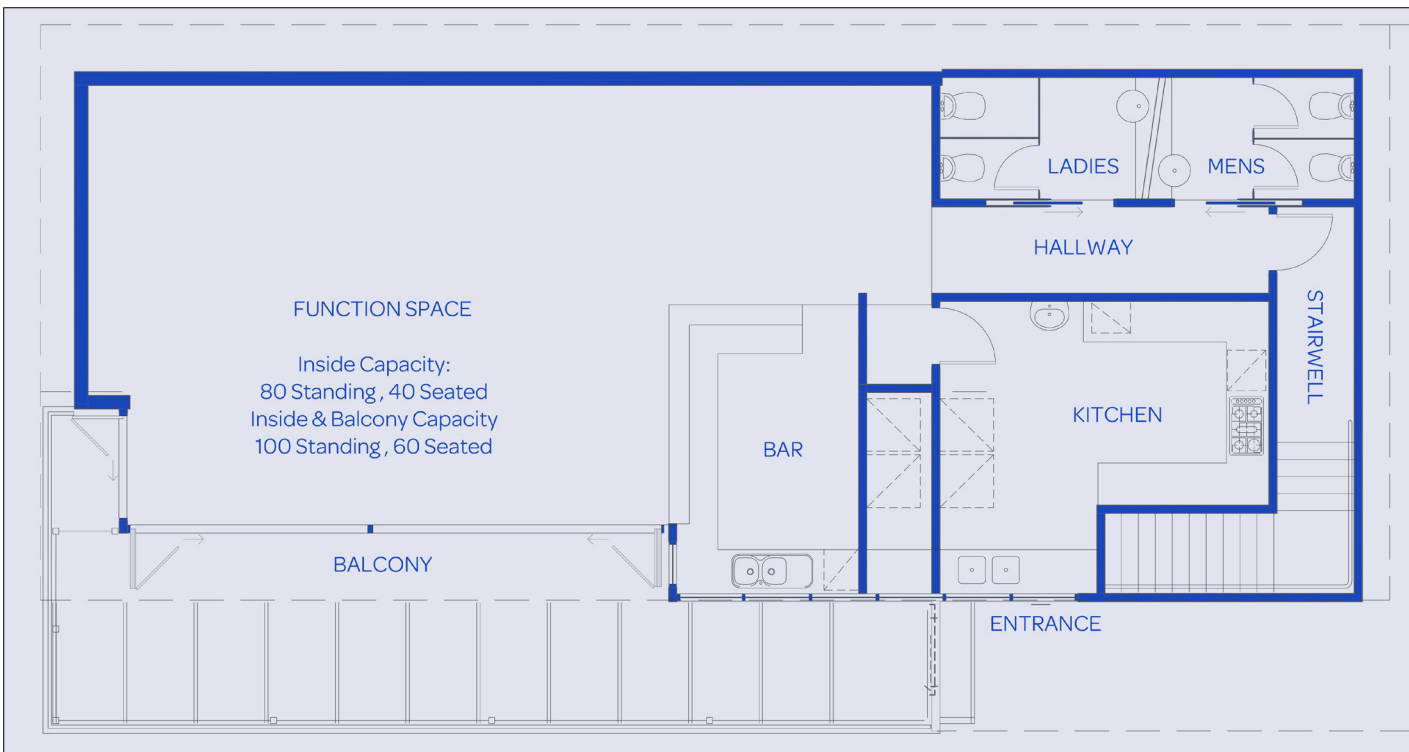 LADIES
MENS
HALLWAY
STAIRWELL
FUNCTION SPACE
Inside Capacity:
80 Standing , 40 Seated
Inside & Balcony Capacity
100 Standing , 60 Seated
KITCHEN
BAR
BALCONY
ENTRANCE